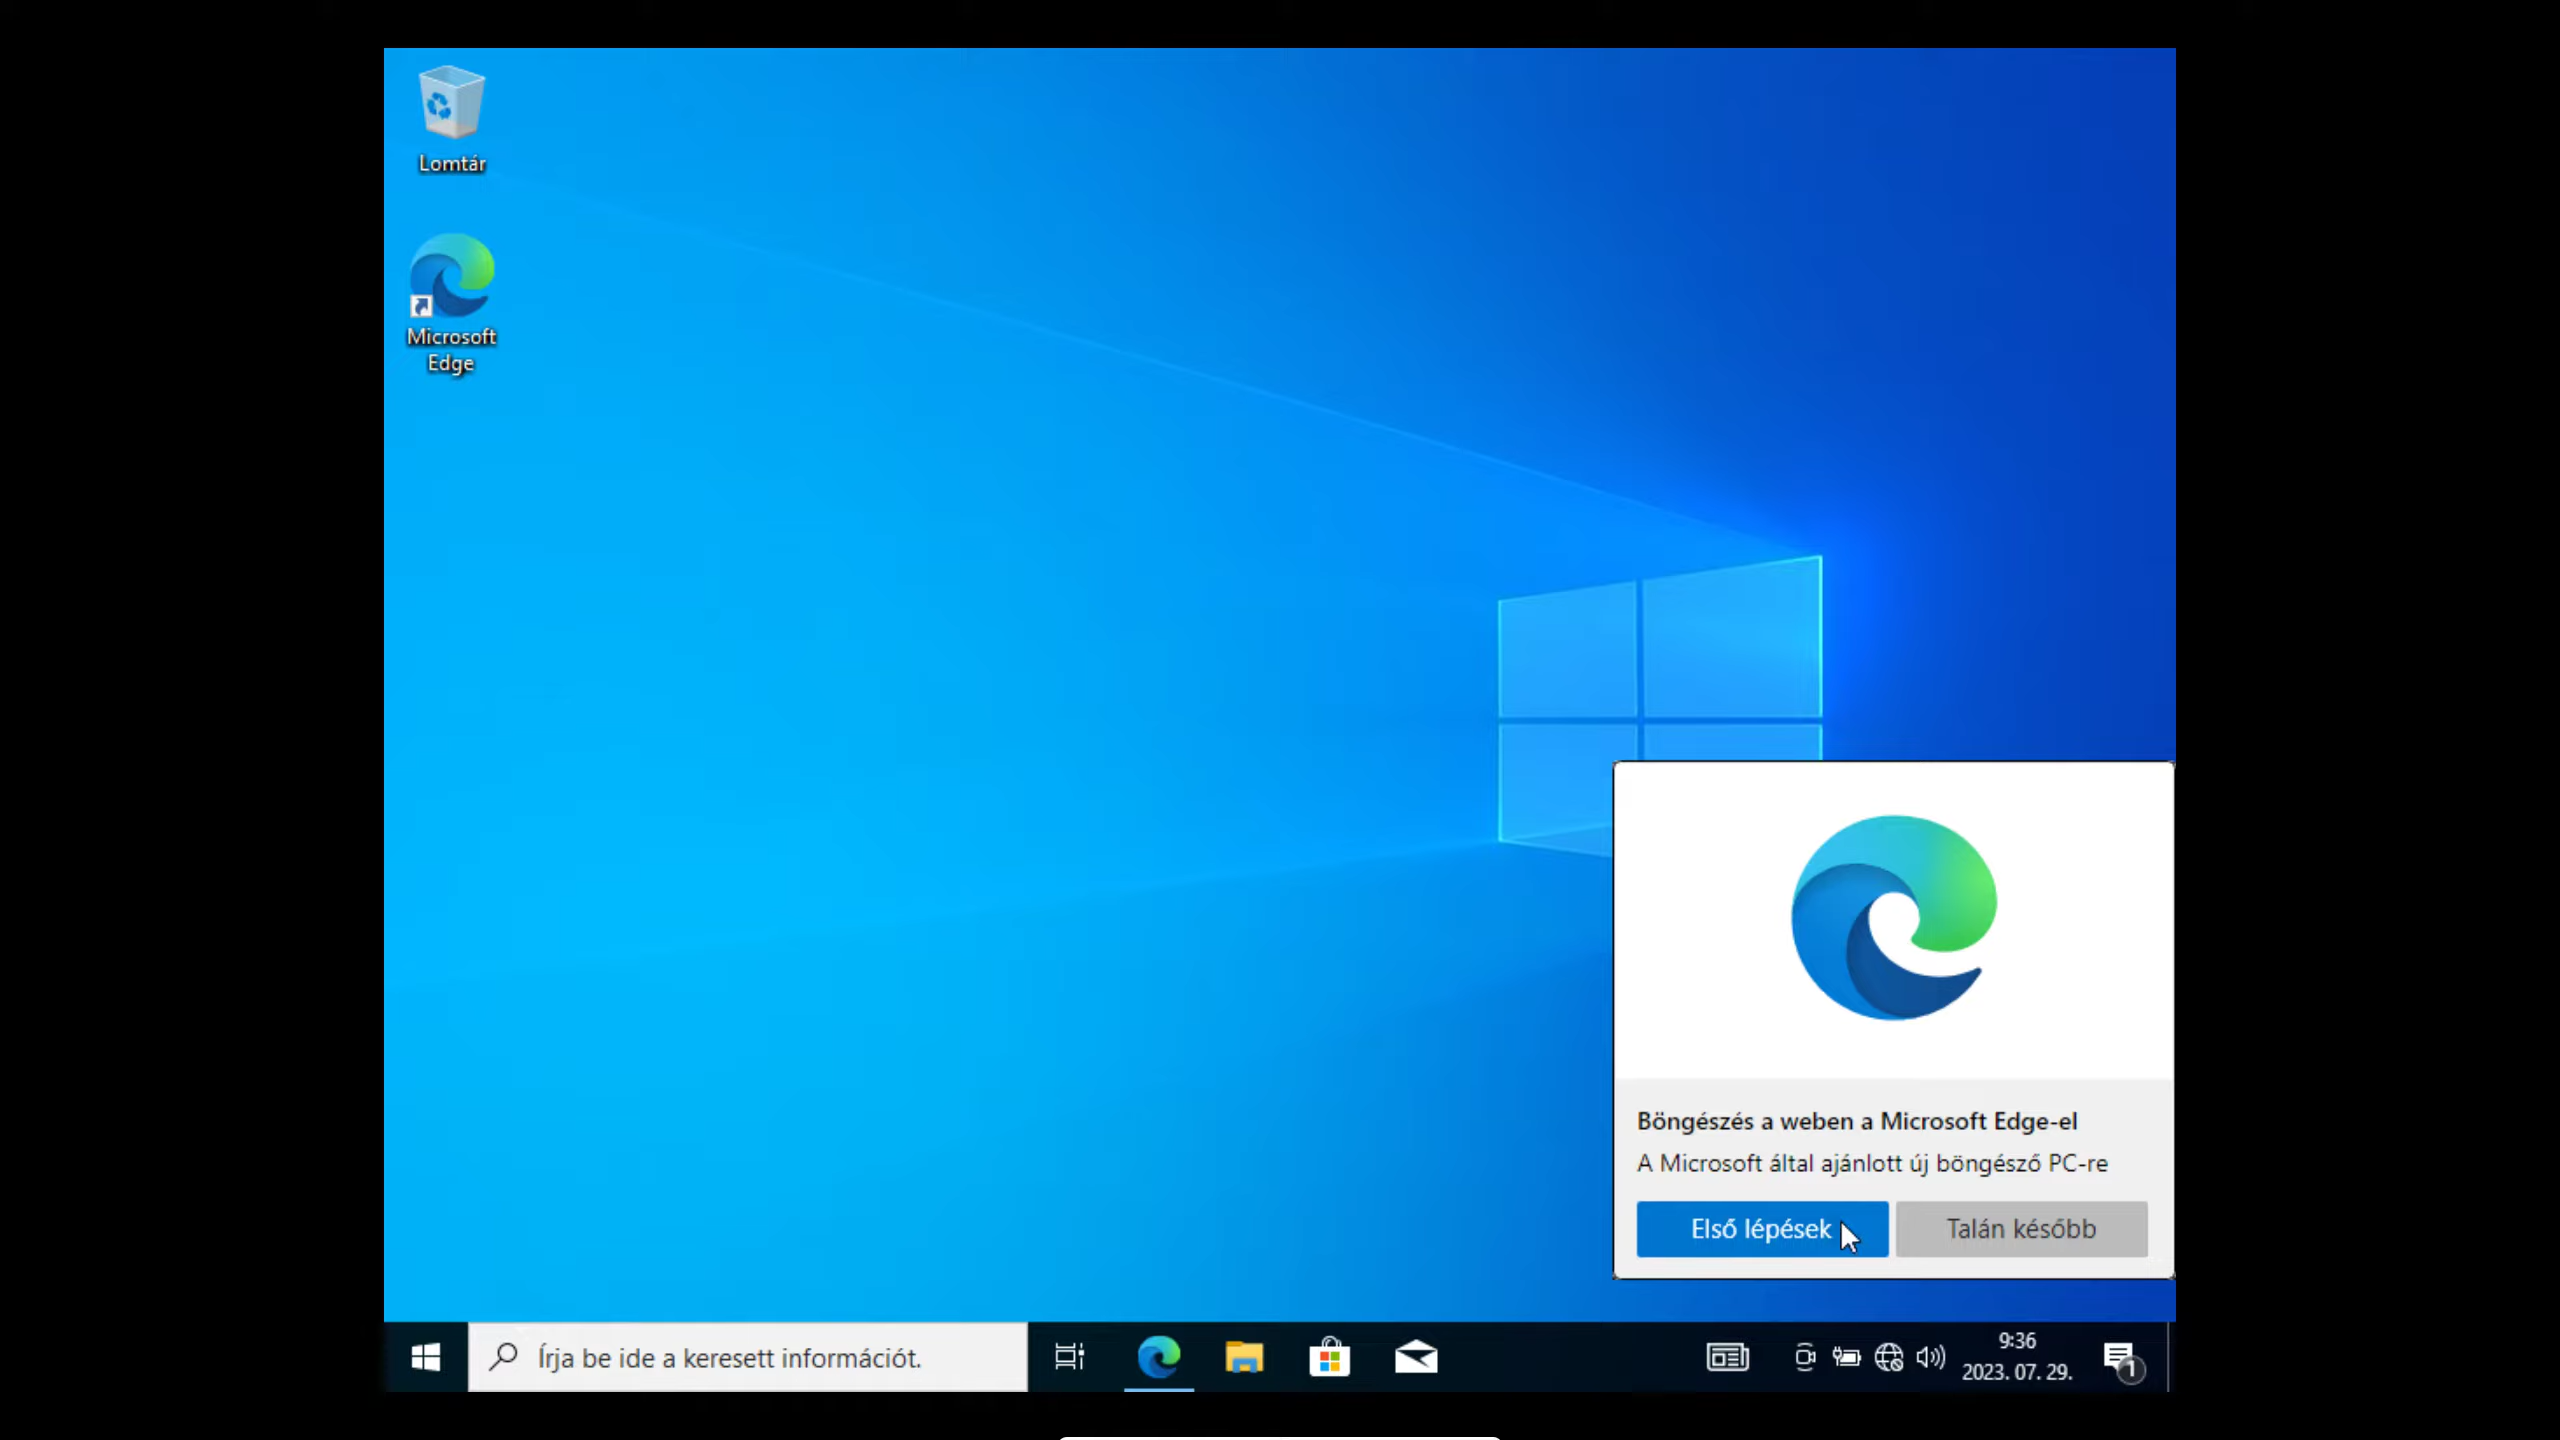 Lomtár
Microsoft
Edge
Böngészés a weben a Microsoft Edge-el
A Microsoft által ajánlott új böngésző PC-re
Első lépések
Talán később
Írja be ide a keresett információt.
9:36
2023. 07. 29.
1